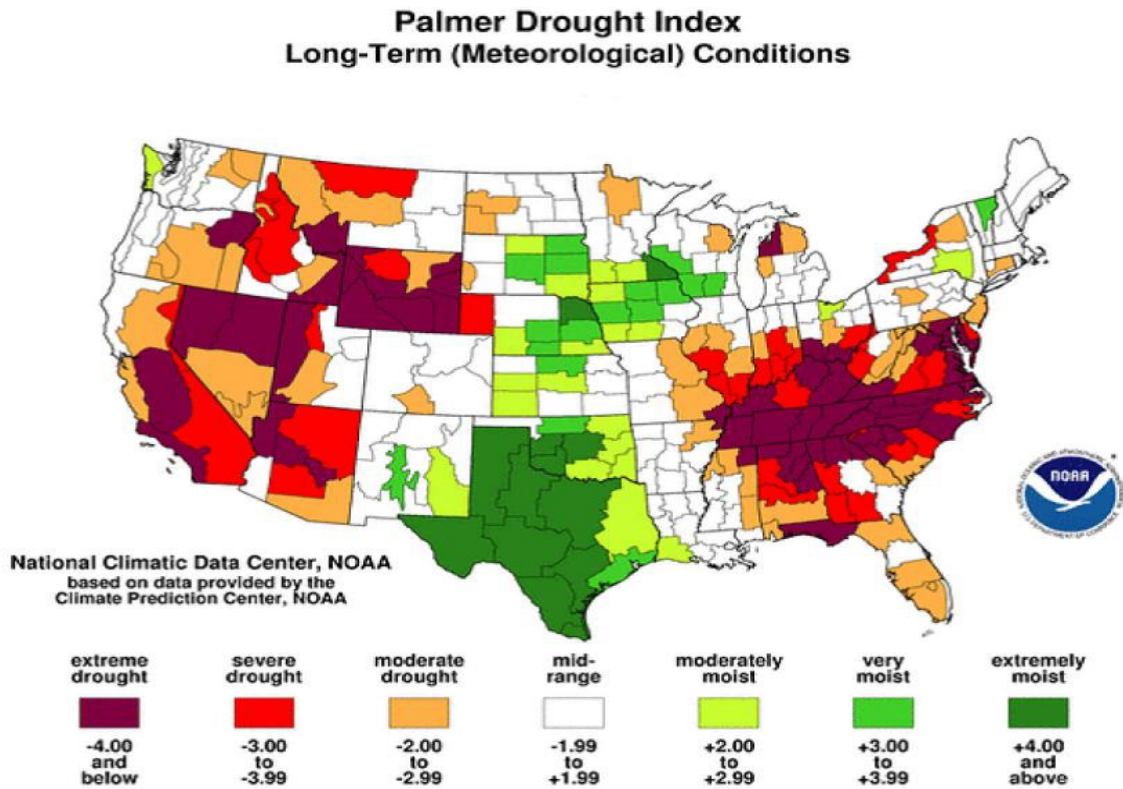 Palmer Drought Index
Long-Term (Meteorological) Conditions
NOAA
National Climatic Data Center, NOAA
based on data provided by the
Climate Prediction Center, NOAA
extreme drought
severe drought
moderate drought
mid-range
moderately moist
very moist
extremely moist
-4.00 and below
-3.00 to -3.99
-2.00 to -2.99
-1.99 to +1.99
+2.00 to +2.99
+3.00 to +3.99
+4.00 and above